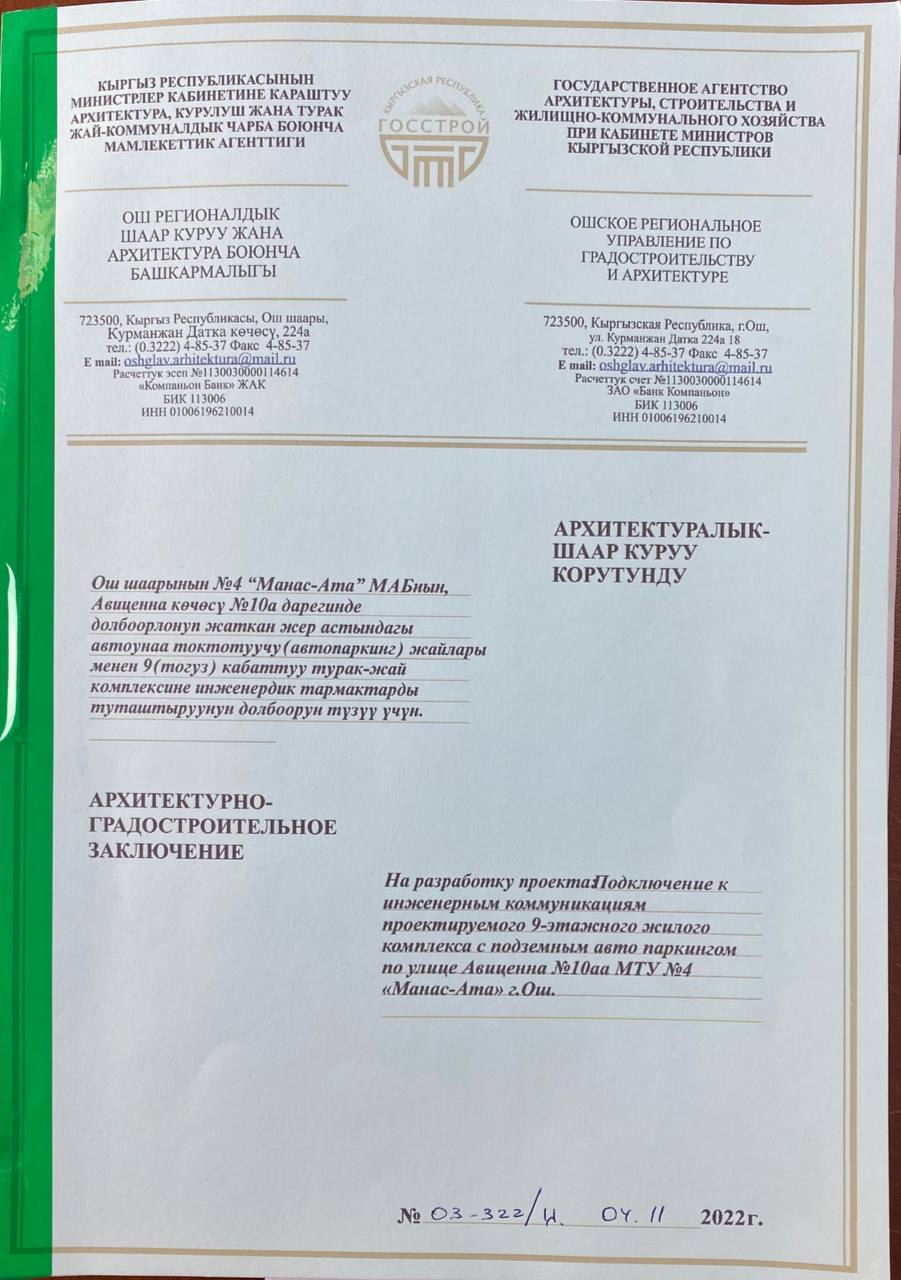 КЫРГЫЗ РЕСПУБЛИКАСЫНЫН
МИНИСТРЛЕР КАБИНЕТИНЕ КАРАШТУУ
АРХИТЕКТУРА, КУРУЛУШ ЖАНА ТУРАК
ЖАЙ-КОММУНАЛДЫК ЧАРБА БОЮНЧА
МАМЛЕКЕТТИК АГЕНТТИГИ
КЫРГЫЗСКАЯ РЕСПУБЛИКА
ГОССТРОЙ
ГОСУДАРСТВЕННОЕ АГЕНТСТВО
АРХИТЕКТУРЫ, СТРОИТЕЛЬСТВА И
ЖИЛИЩНО-КОММУНАЛЬНОГО ХОЗЯЙСТВА
ПРИ КАБИНЕТЕ МИНИСТРОВ
КЫРГЫЗСКОЙ РЕСПУБЛИКИ
ОШ РЕГИОНАЛДЫК
ШААР КУРУУ ЖАНА
АРХИТЕКТУРА БОЮНЧА
БАШКАРМАЛЫГЫ
ОШСКОЕ РЕГИОНАЛЬНОЕ
УПРАВЛЕНИЕ ПО
ГРАДОСТРОИТЕЛЬСТВУ
И АРХИТЕКТУРЕ
723500, Кыргыз Республикасы, Ош шаары,
Курманжан Датка көчөсү, 224а
тел.: (0.3222) 4-85-37 Факс 4-85-37
E mail: oshglav.arhitektura@mail.ru
Расчеттук эсеп №1130030000114614
«Компаньон Банк» ЖАК
БИК 113006
ИНН 01006196210014
723500, Кыргызская Республика, г.Ош,
ул. Курманжан Датка 224а 18
тел.: (0.3222) 4-85-37 Факс 4-85-37
E mail: oshglav.arhitektura@mail.ru
Расчеттук счет №1130030000114614
ЗАО «Банк Компаньон»
БИК 113006
ИНН 01006196210014
АРХИТЕКТУРАЛЫК-
ШААР КУРУУ
КОРУТУНДУ
Ош шаарынын №4 “Манас-Ата” МАБнын,
Авиценна көчөсү №10а дарегинде
долбоорлонуп жаткан жер астындагы
автоунаа токтотуучу(автопаркинг) жайлары
менен 9(тогуз) кабаттуу турак-жай
комплексине инженердик тармактарды
туташтыруунун долбоорун түзүү үчүн.
АРХИТЕКТУРНО-
ГРАДОСТРОИТЕЛЬНОЕ
ЗАКЛЮЧЕНИЕ
На разработку проекта:Подключение к
инженерным коммуникациям
проектируемого 9-этажного жилого
комплекса с подземным авто паркингом
по улице Авиценна №10аа МТУ №4
«Манас-Ата» г.Ош.
№ 03-322/и. 04.11 2022г.